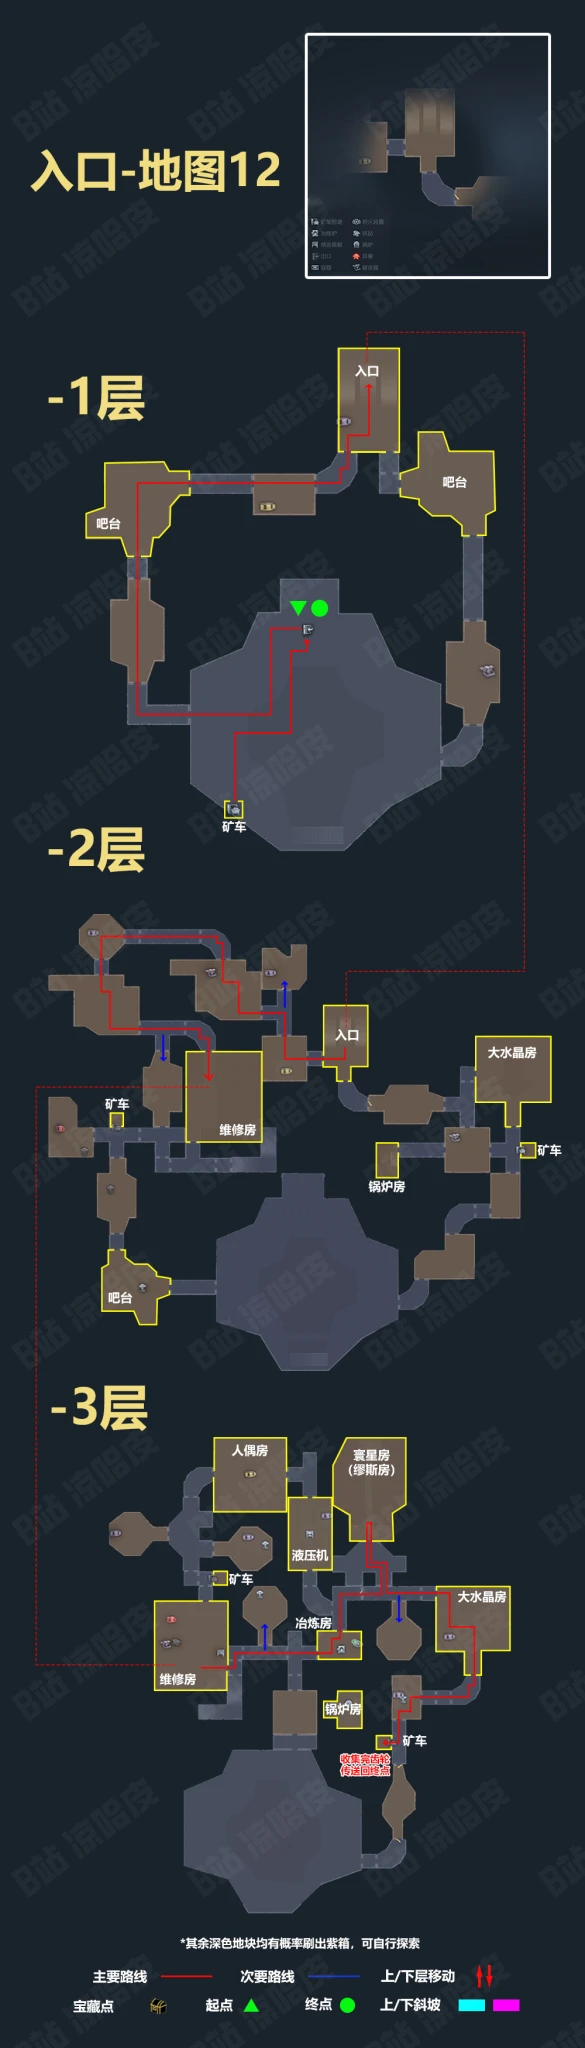 入口-地图12
-1层
入口
吧台
吧台
矿车
-2层
入口
大水晶房
矿车
维修房
矿车
锅炉房
吧台
-3层
人偶房
寰星房
(缪斯房)
液压机
矿车
大水晶房
冶炼房
维修房
锅炉房
矿车
收集完齿轮
传送回终点
*其余深色地块均有概率刷出紫箱，可自行探索
主要路线
次要路线
上/下层移动
宝藏点
起点
终点
上/下斜坡